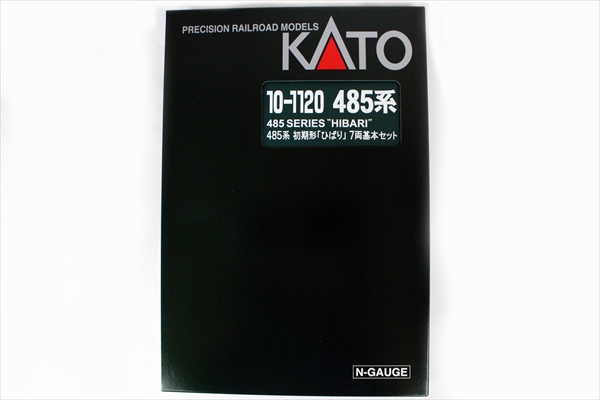 PRECISION RAILROAD MODELS
KATO
10-1120 485系
485 SERIES "HIBARI"
485系 初期形「ひばり」7両基本セット
N-GAUGE